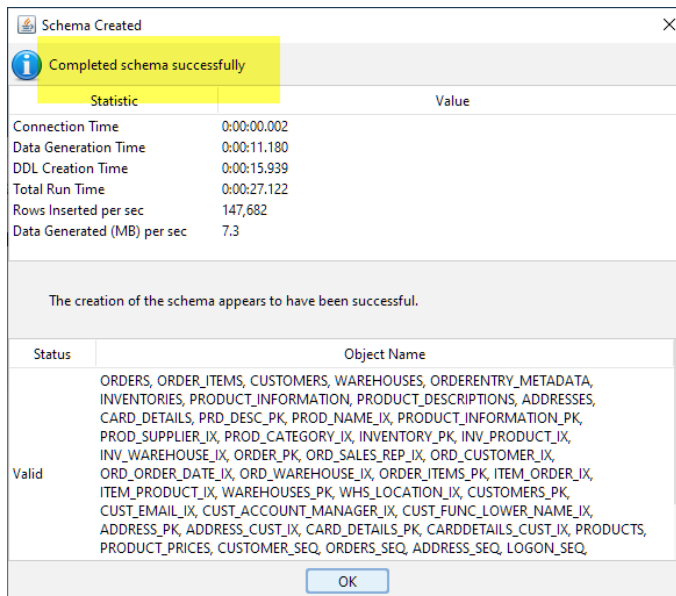 Schema Created
Completed schema successfully
Statistic Value
Connection Time 0:00:00.002
Data Generation Time 0:00:11.180
DDL Creation Time 0:00:15.939
Total Run Time 0:00:27.122
Rows Inserted per sec 147,682
Data Generated (MB) per sec 7.3
The creation of the schema appears to have been successful.
Status Object Name
ORDERS, ORDER_ITEMS, CUSTOMERS, WAREHOUSES, ORDERENTRY_METADATA,
INVENTORIES, PRODUCT_INFORMATION, PRODUCT_DESCRIPTIONS, ADDRESSES,
CARD_DETAILS, PRD_DESC_PK, PROD_NAME_IX, PRODUCT_INFORMATION_PK,
PROD_SUPPLIER_IX, PROD_CATEGORY_IX, INVENTORY_PK, INV_PRODUCT_IX,
INV_WAREHOUSE_IX, ORDER_PK, ORD_SALES_REP_IX, ORD_CUSTOMER_IX,
Valid ORD_ORDER_DATE_IX, ORD_WAREHOUSE_IX, ORDER_ITEMS_PK, ITEM_ORDER_IX,
ITEM_PRODUCT_IX, WAREHOUSES_PK, WHS_LOCATION_IX, CUSTOMERS_PK,
CUST_EMAIL_IX, CUST_ACCOUNT_MANAGER_IX, CUST_FUNC_LOWER_NAME_IX,
ADDRESS_PK, ADDRESS_CUST_IX, CARD_DETAILS_PK, CARDDETAILS_CUST_IX, PRODUCTS,
PRODUCT_PRICES, CUSTOMER_SEQ, ORDERS_SEQ, ADDRESS_SEQ, LOGON_SEQ,
OK